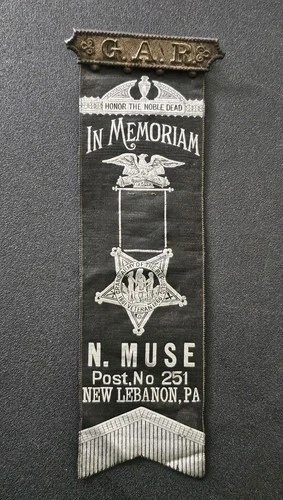 G.A.R
HONOR THE NOBLE DEAD
IN MEMORIAM
N. MUSE
Post, No 251
NEW LEBANON, PA